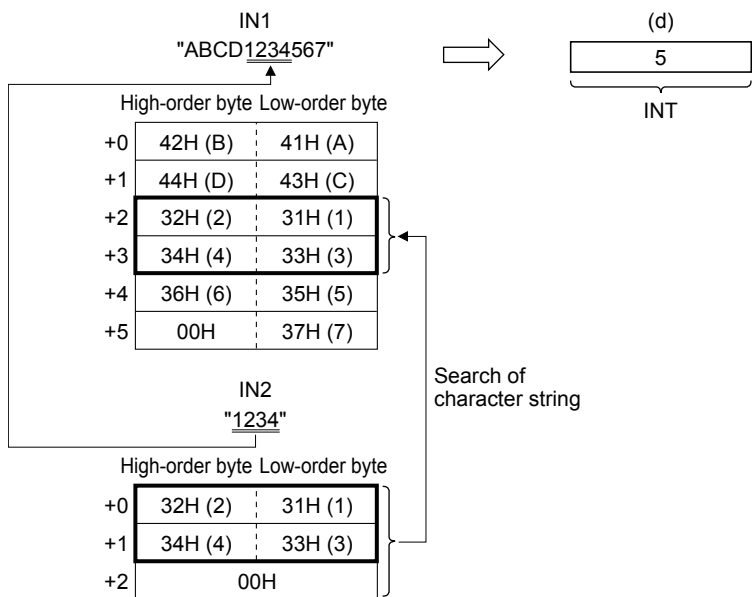 IN1
"ABCD1234567"
(d)
5
INT
High-order byte Low-order byte
+0 42H (B) 41H (A)
+1 44H (D) 43H (C)
+2 32H (2) 31H (1)
+3 34H (4) 33H (3)
+4 36H (6) 35H (5)
+5 00H 37H (7)
Search of
character string
IN2
"1234"
High-order byte Low-order byte
+0 32H (2) 31H (1)
+1 34H (4) 33H (3)
+2 00H